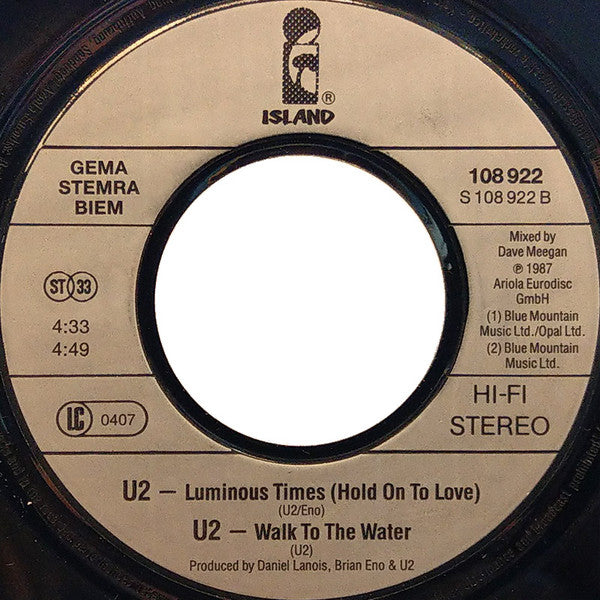 ISLAND®
GEMA
STEMRA
BIEM
108 922
S 108 922 B
Mixed by
Dave Meegan
℗ 1987
Ariola Eurodisc
GmbH
(1) Blue Mountain
Music Ltd./Opal Ltd.
(2) Blue Mountain
Music Ltd.
ST 33
4:33
4:49
LC 0407
HI-FI
STEREO
U2 — Luminous Times (Hold On To Love)
(U2/Eno)
U2 — Walk To The Water
(U2)
Produced by Daniel Lanois, Brian Eno & U2